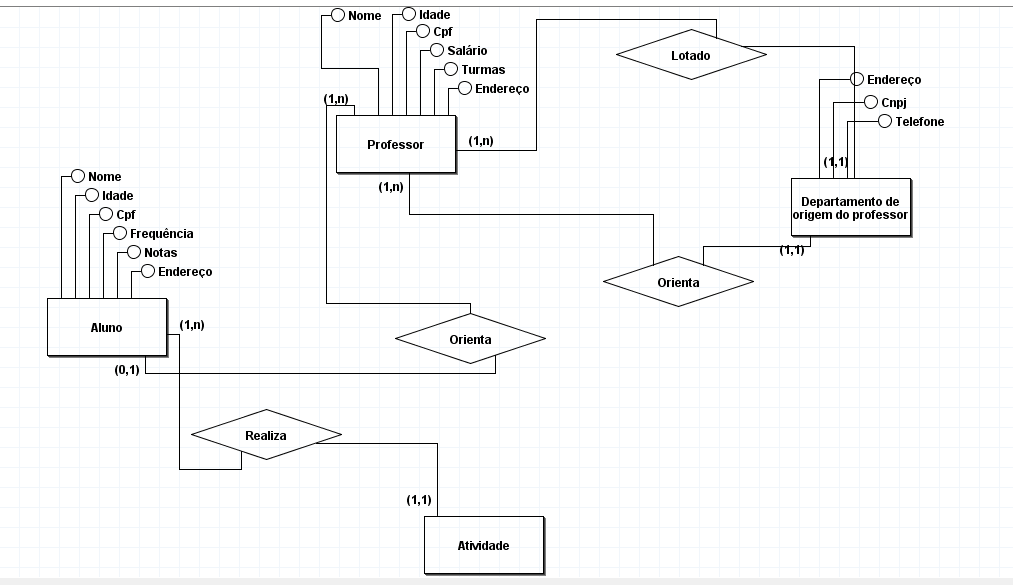 Nome
Idade
Cpf
Salário
Turmas
Endereço
(1,n)
Professor
(1,n)
(1,n)
Lotado
Endereço
Cnpj
Telefone
(1,1)
Departamento de
origem do professor
(1,1)
Orienta
Nome
Idade
Cpf
Frequência
Notas
Endereço
Aluno
(1,n)
(0,1)
Orienta
Realiza
(1,1)
Atividade